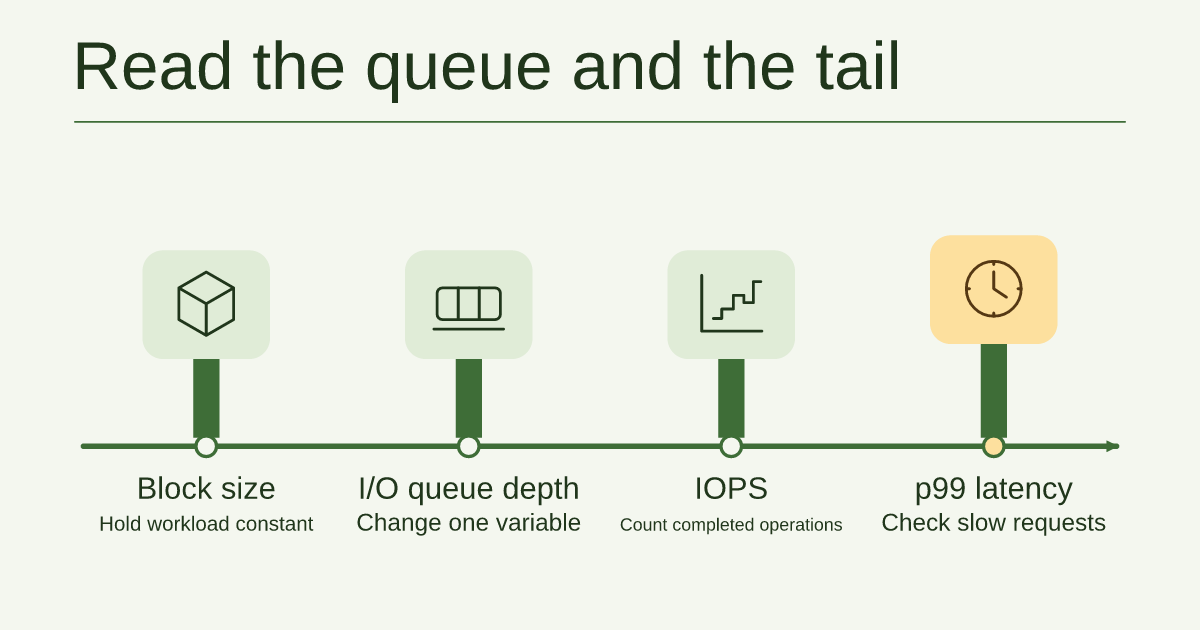 Read the queue and the tail
Block size
Hold workload constant
I/O queue depth
Change one variable
IOPS
Count completed operations
p99 latency
Check slow requests